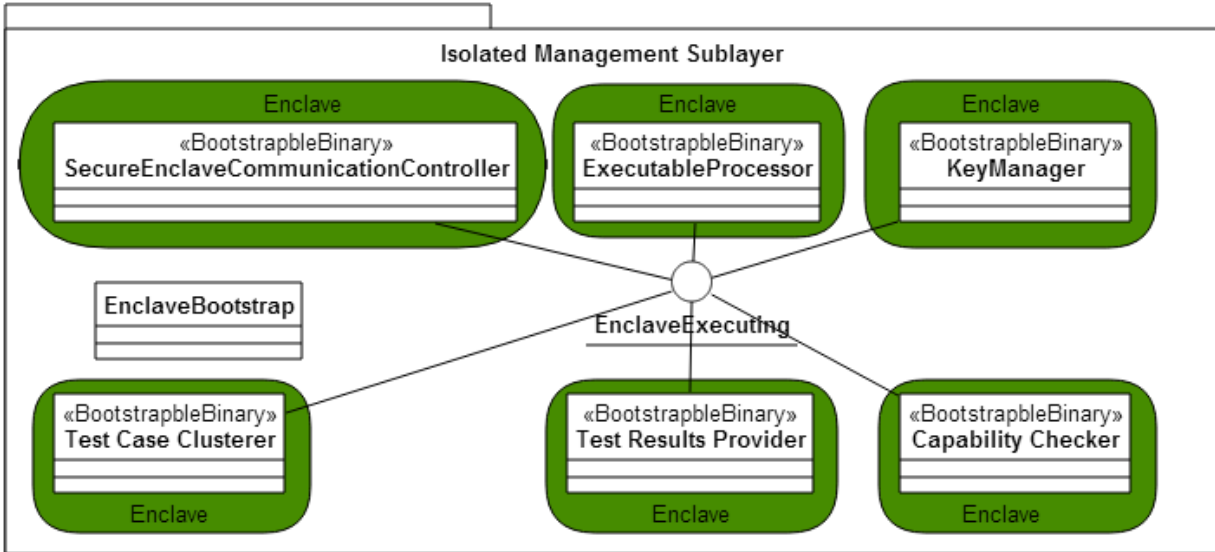 Isolated Management Sublayer
Enclave
«BootstrapbleBinary»
SecureEnclaveCommunicationController
Enclave
«BootstrapbleBinary»
ExecutableProcessor
Enclave
«BootstrapbleBinary»
KeyManager
EnclaveBootstrap
EnclaveExecuting
«BootstrapbleBinary»
Test Case Clusterer
Enclave
«BootstrapbleBinary»
Test Results Provider
Enclave
«BootstrapbleBinary»
Capability Checker
Enclave